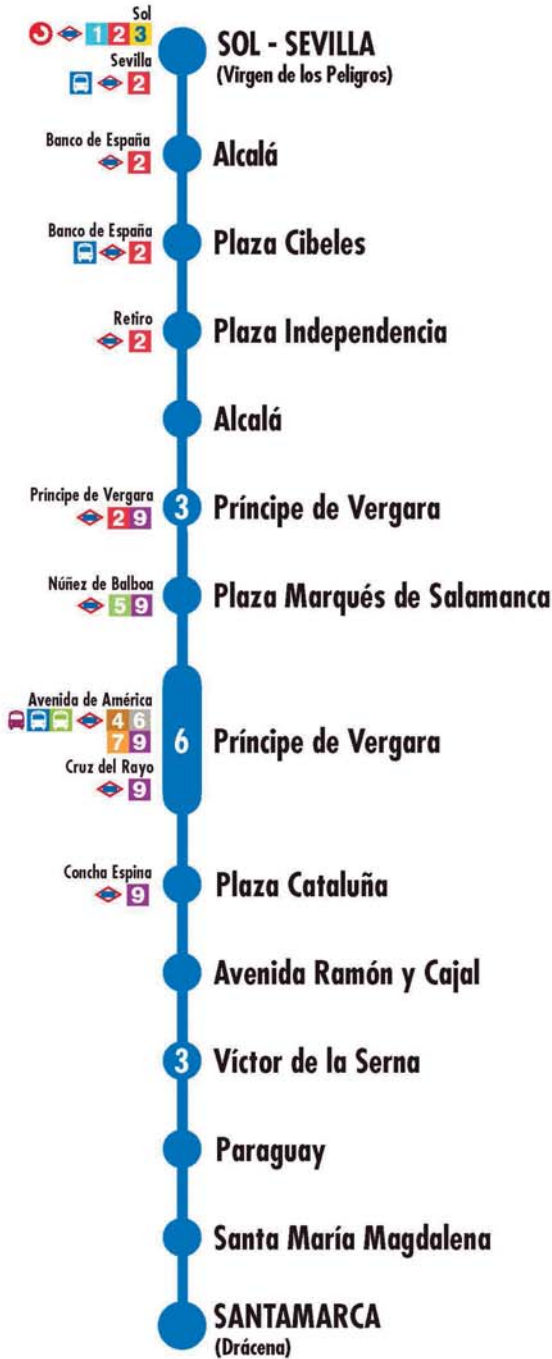 Sol
1 2 3
SOL - SEVILLA
Sevilla
(Virgen de los Peligros)
2
Banco de España
Alcalá
2
Banco de España
Plaza Cibeles
2
Retiro
Plaza Independencia
2
Alcalá
Príncipe de Vergara
3
Príncipe de Vergara
2 9
Núñez de Balboa
Plaza Marqués de Salamanca
5 9
Avenida de América
4 6
7 9
6
Príncipe de Vergara
Cruz del Rayo
9
Concha Espina
Plaza Cataluña
9
Avenida Ramón y Cajal
3
Víctor de la Serna
Paraguay
Santa María Magdalena
SANTAMARCA
(Drácena)